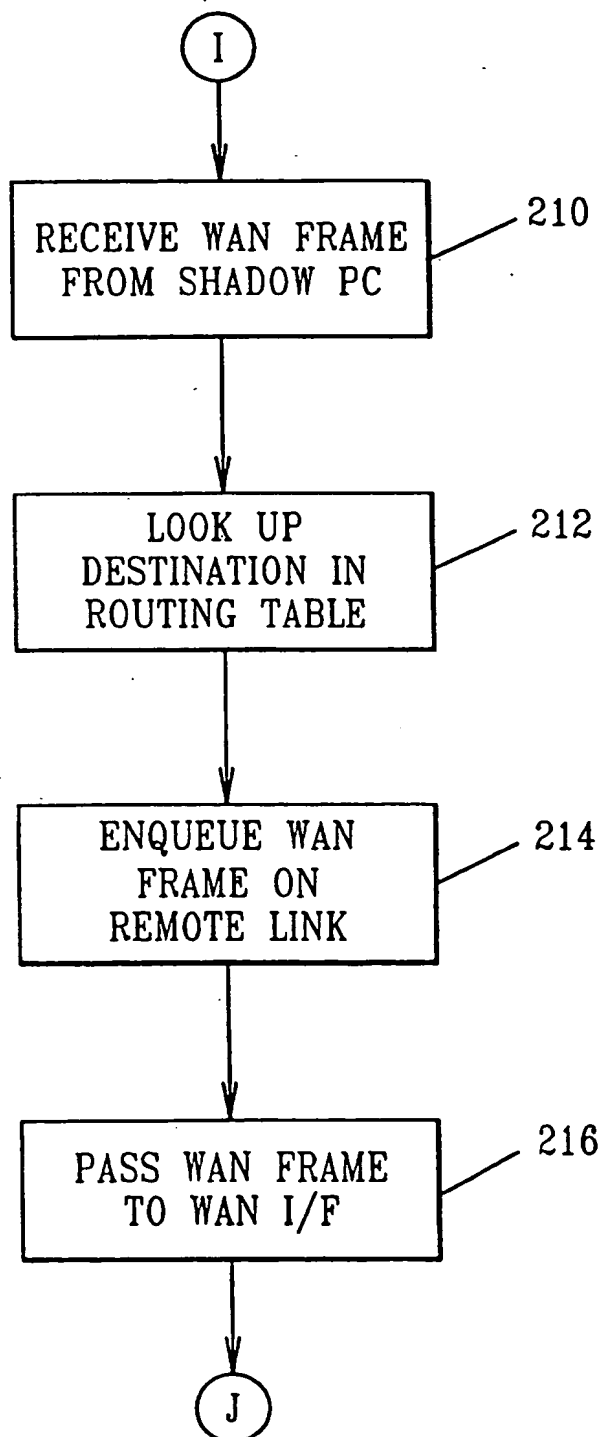 I
RECEIVE WAN FRAME
FROM SHADOW PC
210
LOOK UP
DESTINATION IN
ROUTING TABLE
212
ENQUEUE WAN
FRAME ON
REMOTE LINK
214
PASS WAN FRAME
TO WAN I/F
216
J